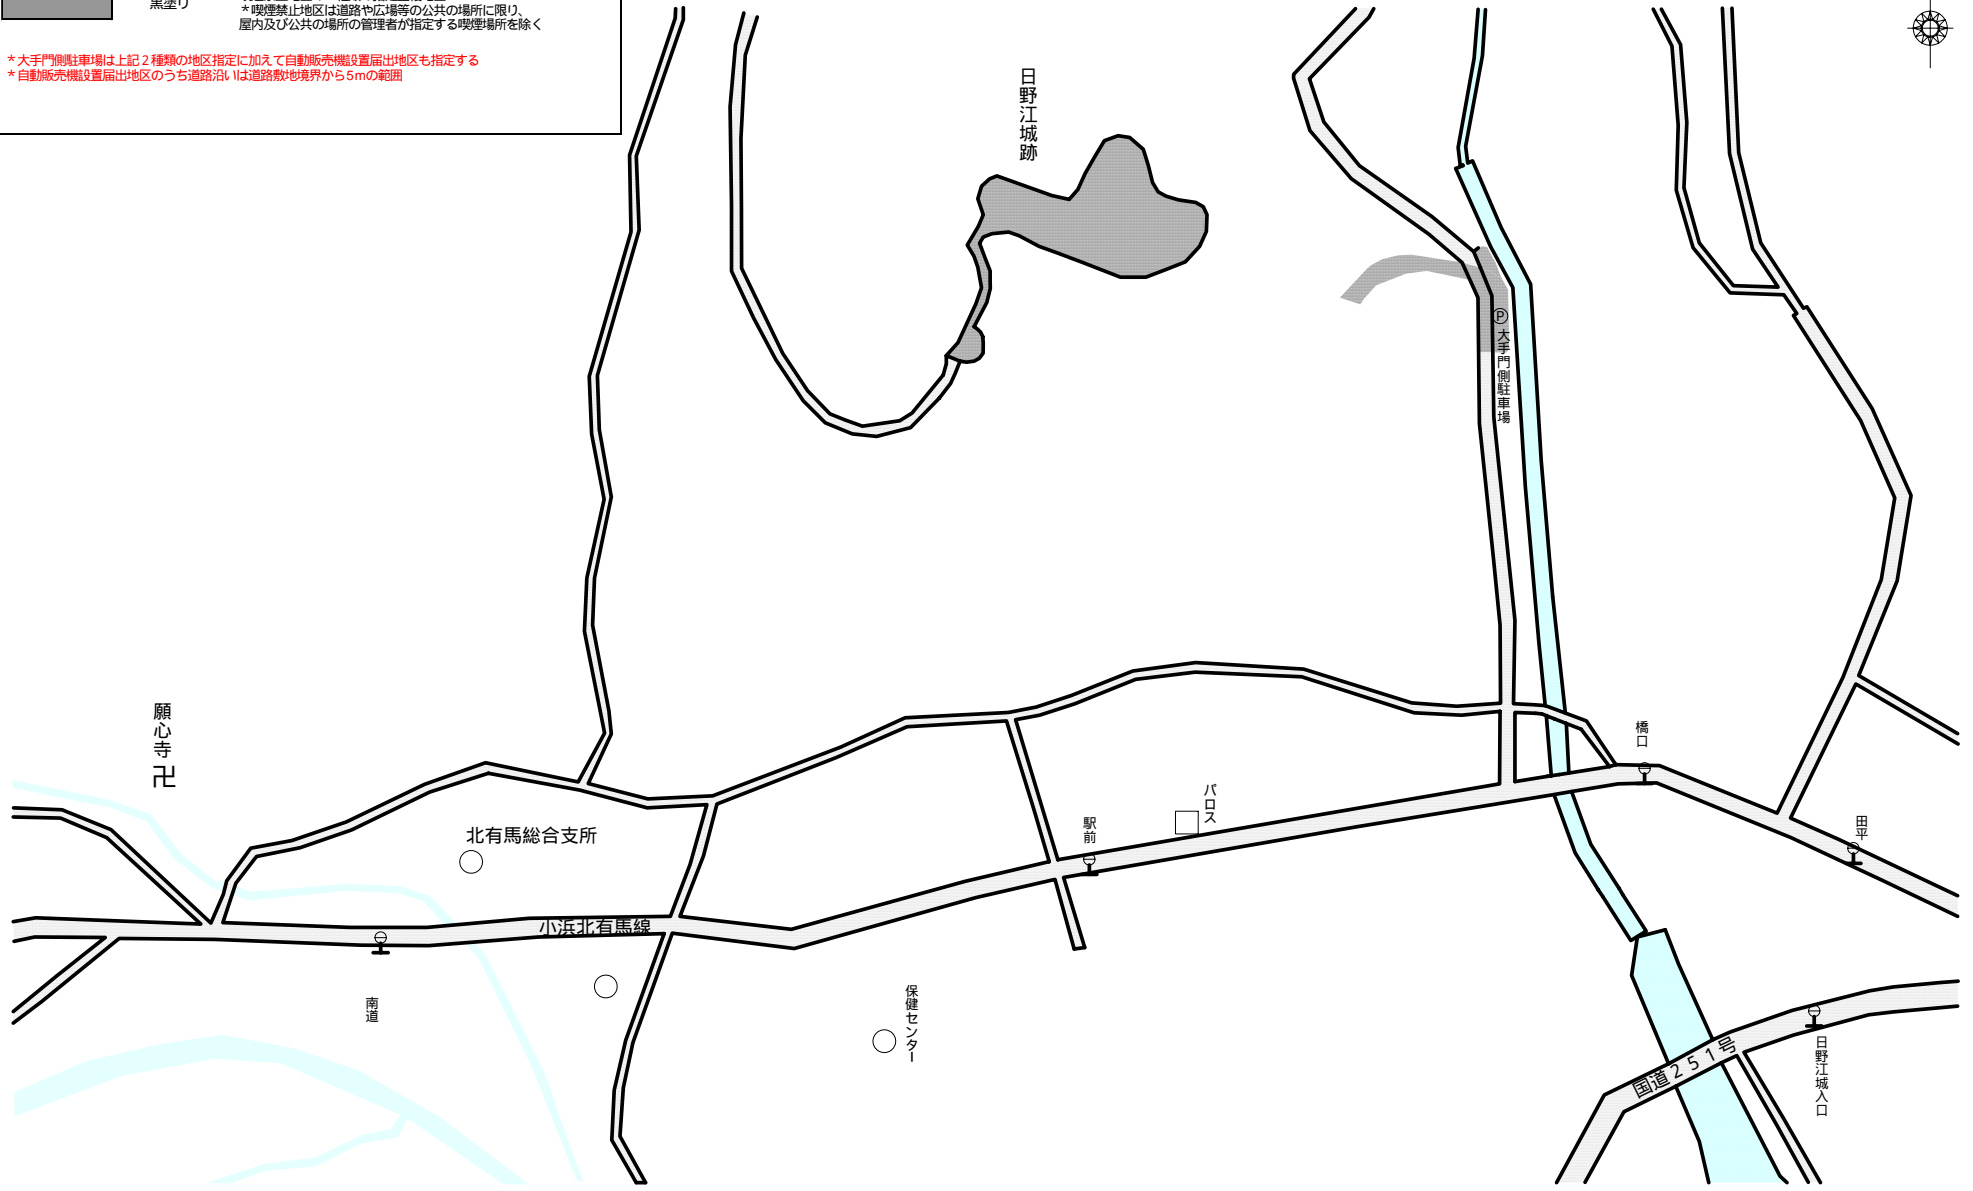 黒塗り
*喫煙禁止地区は道路や広場等の公共の場所に限り、
屋内及び公共の場所の管理者が指定する喫煙場所を除く
*大手門側駐車場は上記２種類の地区指定に加えて自動販売機設置届出地区も指定する
*自動販売機設置届出地区のうち道路沿いは道路敷地境界から5mの範囲
日野江城跡
Ｐ
大手門側駐車場
願心寺
卍
橋口
パロス
駅前
田平
北有馬総合支所
小浜北有馬線
南道
保健センター
国道２５１号
日野江城入口